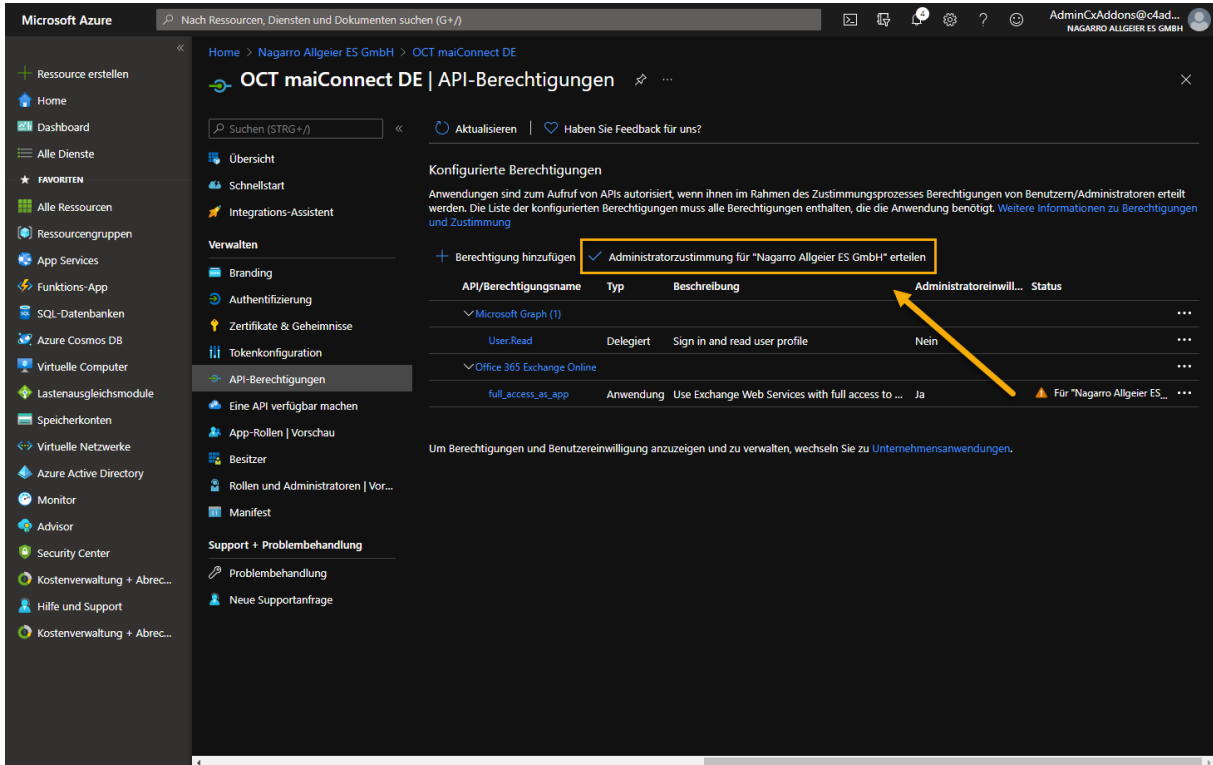 Microsoft Azure
Nach Ressourcen, Diensten und Dokumenten suchen (G+/)
4
AdminCxAddons@c4ad...
NAGARRO ALLGEIER ES GMBH
Ressource erstellen
Home
Dashboard
Alle Dienste
FAVORITEN
Alle Ressourcen
Ressourcengruppen
App Services
Funktions-App
SQL-Datenbanken
Azure Cosmos DB
Virtuelle Computer
Lastenausgleichsmodule
Speicherkonten
Virtuelle Netzwerke
Azure Active Directory
Monitor
Advisor
Security Center
Kostenverwaltung + Abrec...
Hilfe und Support
Kostenverwaltung + Abrec...
Home > Nagarro Allgeier ES GmbH > OCT maiConnect DE
OCT maiConnect DE | API-Berechtigungen ...
Suchen (STRG+/)
Übersicht
Schnellstart
Integrations-Assistent
Verwalten
Branding
Authentifizierung
Zertifikate & Geheimnisse
Tokenkonfiguration
API-Berechtigungen
Eine API verfügbar machen
App-Rollen | Vorschau
Besitzer
Rollen und Administratoren | Vor...
Manifest
Support + Problembehandlung
Problembehandlung
Neue Supportanfrage
Aktualisieren | Haben Sie Feedback für uns?
Konfigurierte Berechtigungen
Anwendungen sind zum Aufruf von APIs autorisiert, wenn ihnen im Rahmen des Zustimmungsprozesses Berechtigungen von Benutzern/Administratoren erteilt
werden. Die Liste der konfigurierten Berechtigungen muss alle Berechtigungen enthalten, die die Anwendung benötigt. Weitere Informationen zu Berechtigungen
und Zustimmung
Berechtigung hinzufügen Administratorzustimmung für "Nagarro Allgeier ES GmbH" erteilen
API/Berechtigungsname Typ Beschreibung Administratoreinwill... Status
Microsoft Graph (1)
User.Read Delegiert Sign in and read user profile Nein
Office 365 Exchange Online
full_access_as_app Anwendung Use Exchange Web Services with full access to ... Ja Für "Nagarro Allgeier ES_
Um Berechtigungen und Benutzereinwilligung anzuzeigen und zu verwalten, wechseln Sie zu Unternehmensanwendungen.